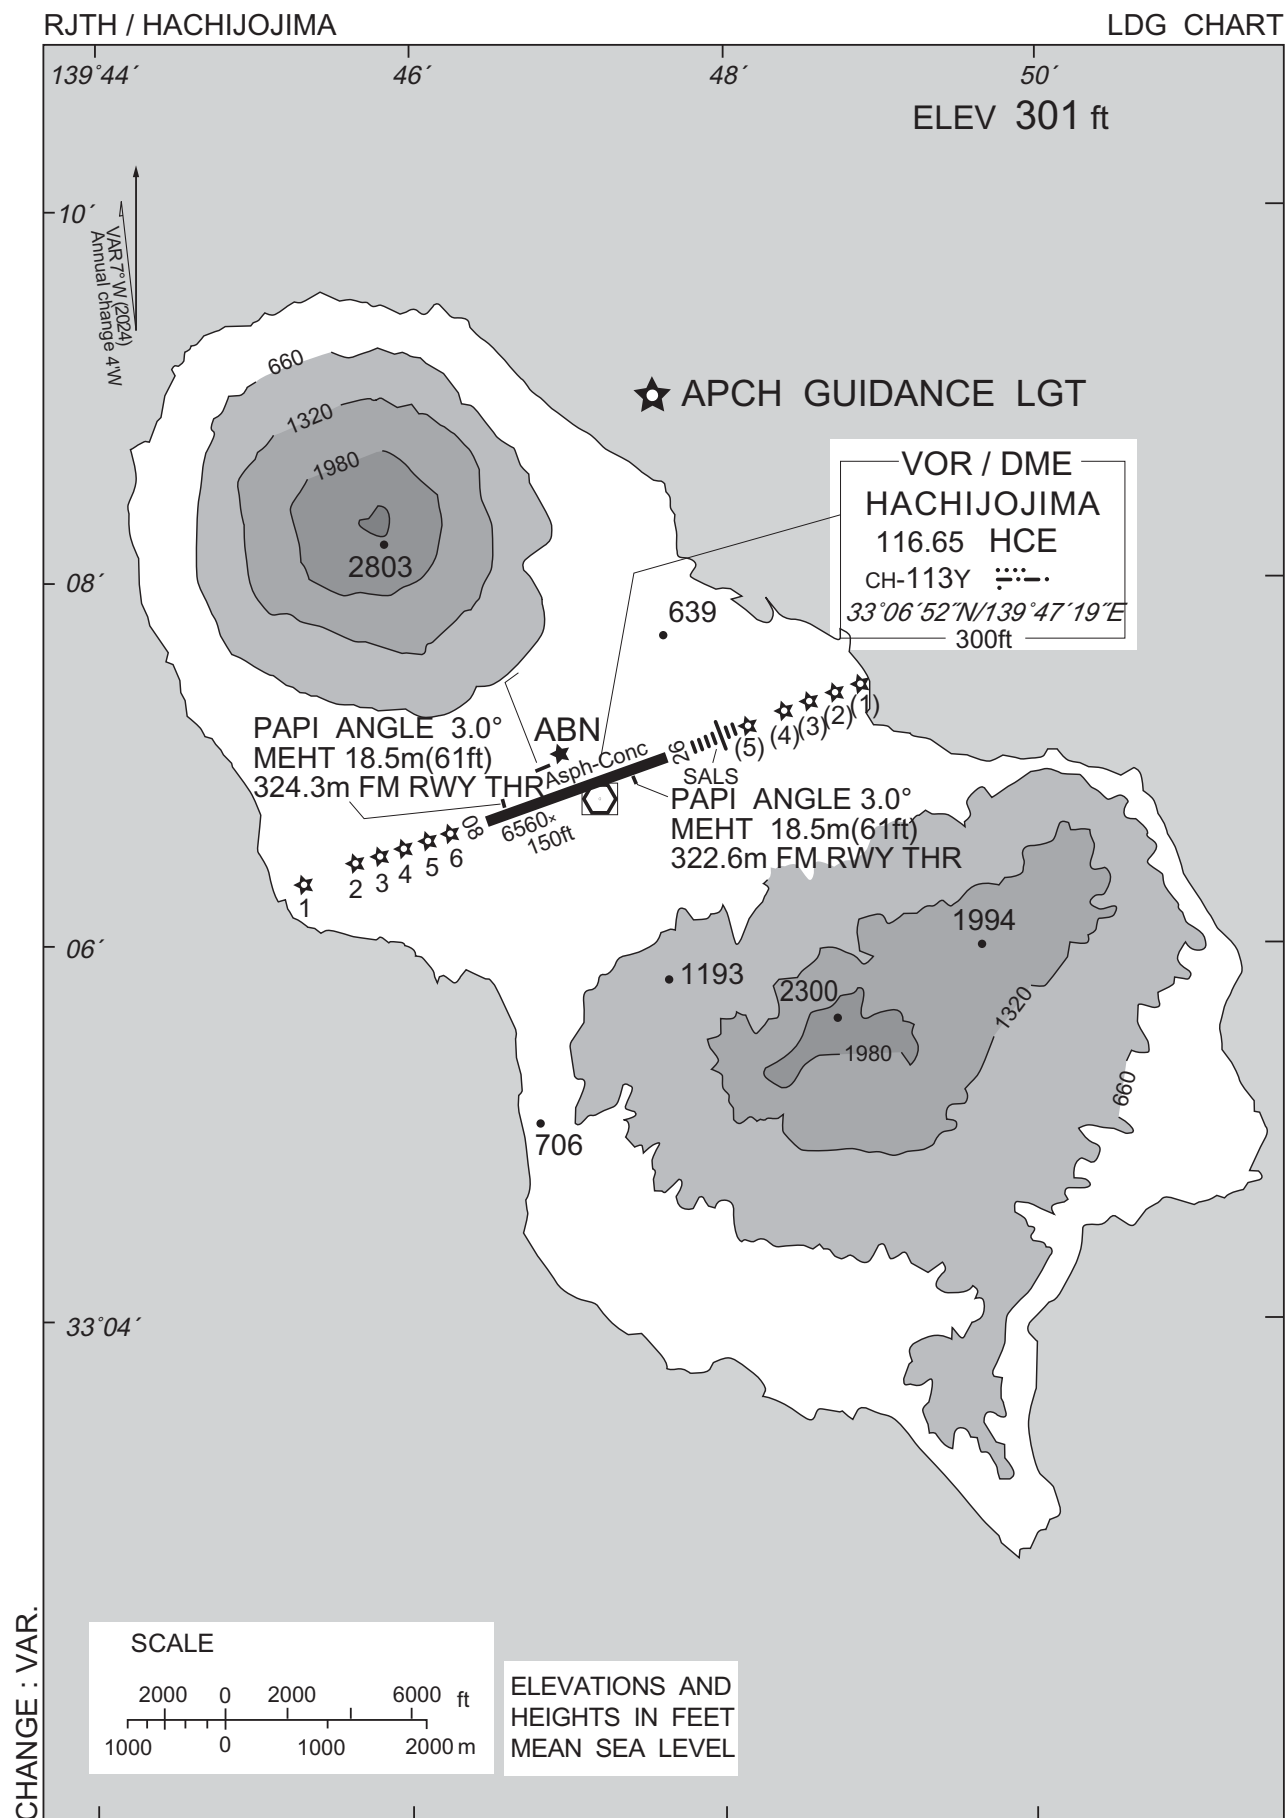 RJTH / HACHIJOJIMA
LDG CHART
139°44´
46´
48´
50´
ELEV 301 ft
10´
VAR 7° W (2024)
Annual change 4'W
660
1320
1980
2803
APCH GUIDANCE LGT
VOR / DME
HACHIJOJIMA
116.65 HCE
CH-113Y
33°06´52˝N/139°47´19˝E
300ft
08´
639
PAPI ANGLE 3.0°
MEHT 18.5m(61ft)
324.3m FM RWY THR
ABN
Asph-Conc
26
SALS
(5)
(4)
(3)
(2)
(1)
08
6560×
150ft
PAPI ANGLE 3.0°
MEHT 18.5m(61ft)
322.6m FM RWY THR
1
2
3
4
5
6
06´
1994
1193
2300
1980
1320
660
706
33°04´
CHANGE : VAR.
SCALE
2000 0 2000 6000 ft
1000 0 1000 2000 m
ELEVATIONS AND
HEIGHTS IN FEET
MEAN SEA LEVEL